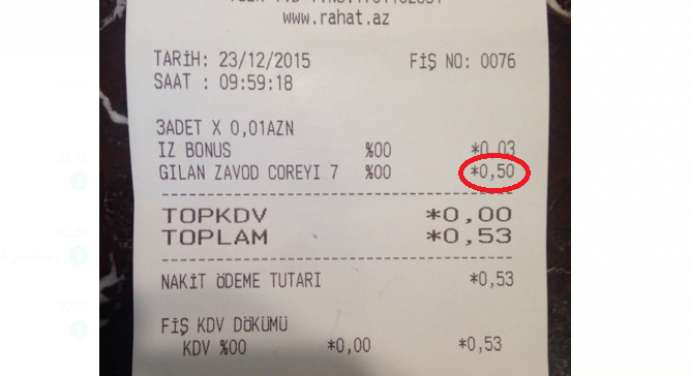 www.rahat.az
TARİH: 23/12/2015 FİŞ NO: 0076
SAAT : 09:59:18
3ADET X 0,01AZN
IZ BONUS %00 *0,03
GILAN ZAVOD COREYI 7 %00 *0,50
TOPKDV *0,00
TOPLAM *0,53
NAKİT ÖDEME TUTARI *0,53
FİŞ KDV DÖKÜMÜ
KDV %00 *0,00 *0,53